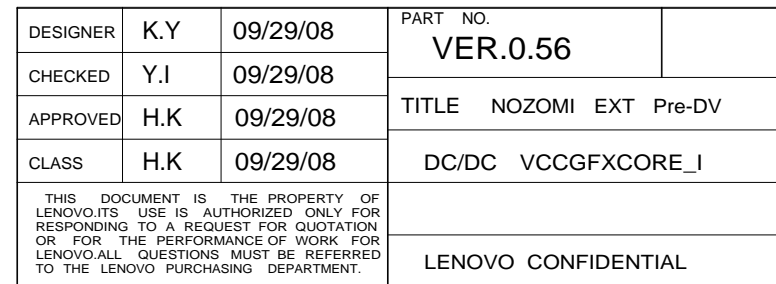 DESIGNER K.Y 09/29/08
CHECKED Y.I 09/29/08
APPROVED H.K 09/29/08
CLASS H.K 09/29/08
THIS DOCUMENT IS THE PROPERTY OF
LENOVO.ITS USE IS AUTHORIZED ONLY FOR
RESPONDING TO A REQUEST FOR QUOTATION
OR FOR THE PERFORMANCE OF WORK FOR
LENOVO.ALL QUESTIONS MUST BE REFERRED
TO THE LENOVO PURCHASING DEPARTMENT.
PART NO.
VER.0.56
TITLE NOZOMI EXT Pre-DV
DC/DC VCCGFXCORE_I
LENOVO CONFIDENTIAL